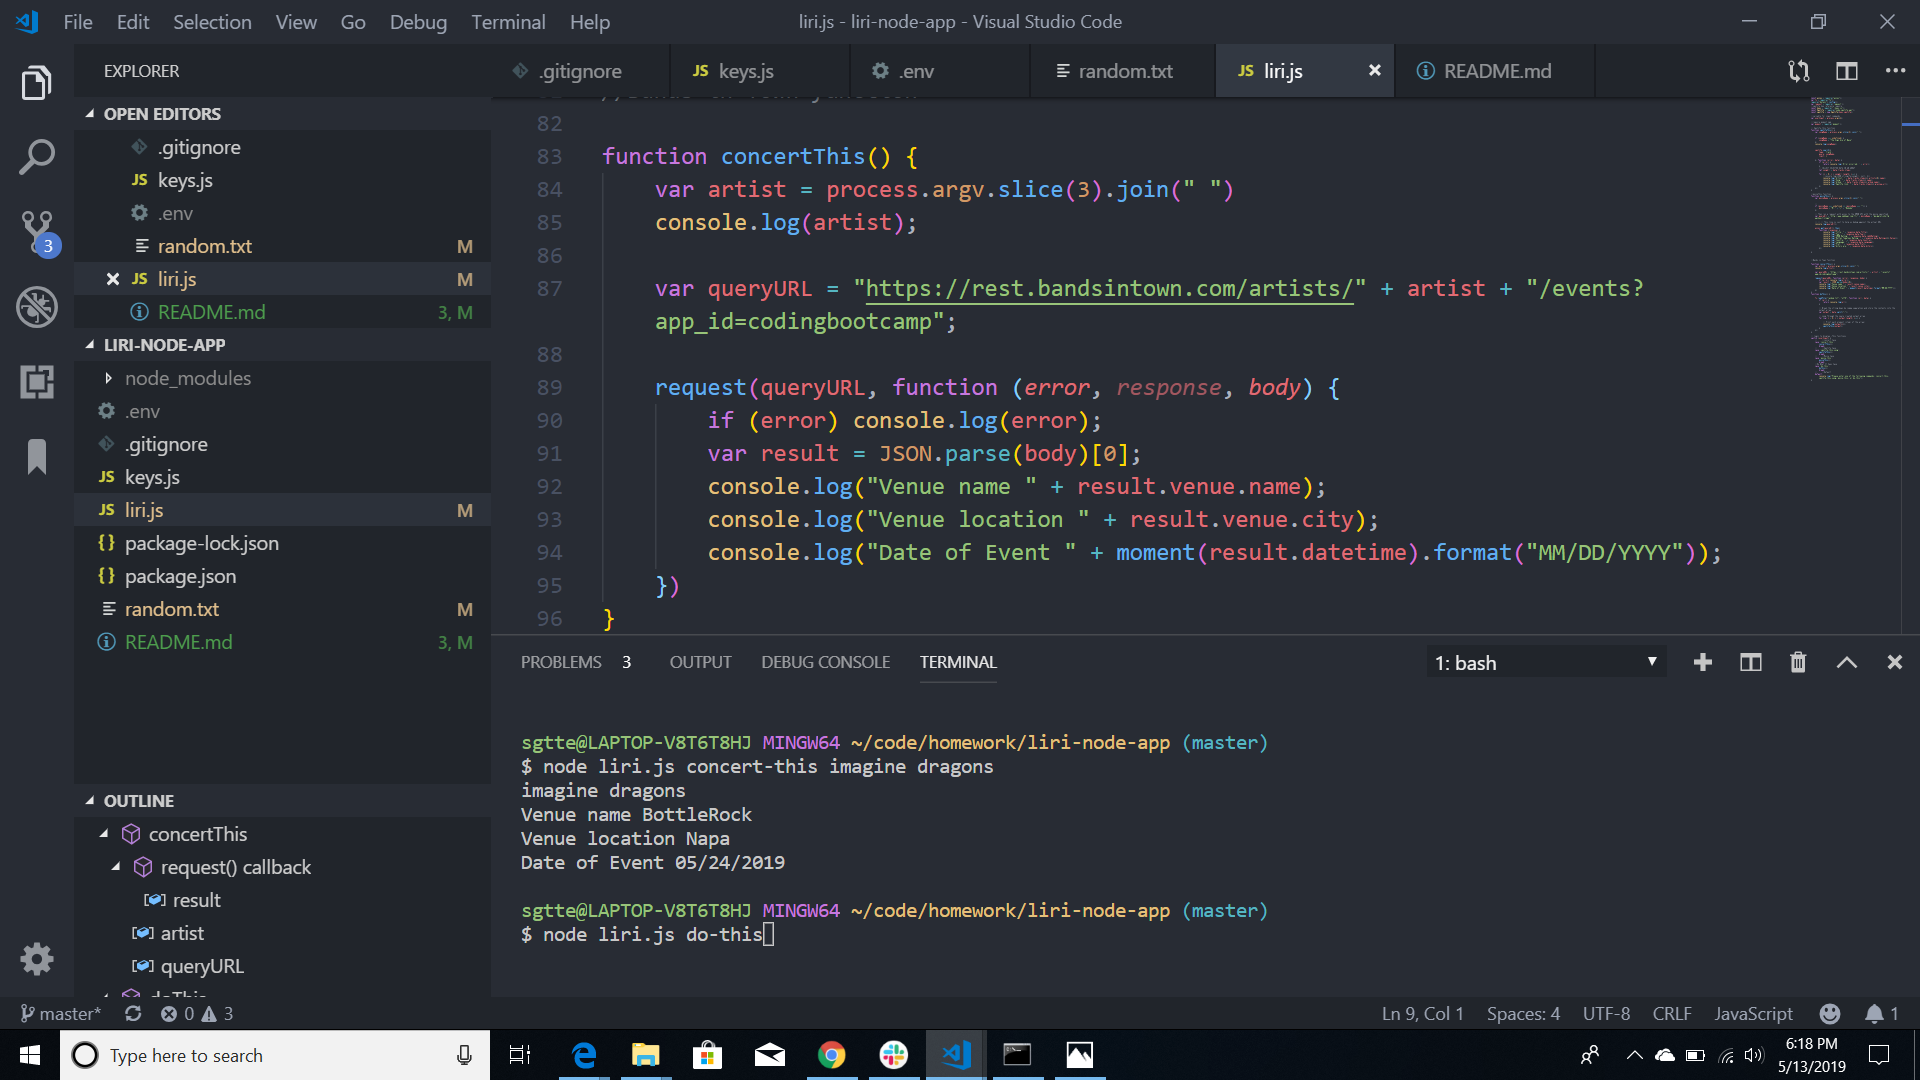 File Edit Selection View Go Debug Terminal Help
liri.js - liri-node-app - Visual Studio Code
EXPLORER
.gitignore
JS keys.js
.env
random.txt
JS liri.js
README.md
OPEN EDITORS
.gitignore
JS keys.js
.env
random.txt M
JS liri.js M
README.md 3, M
LIRI-NODE-APP
node_modules
.env
.gitignore
JS keys.js
JS liri.js M
{} package-lock.json
{} package.json
random.txt M
README.md 3, M
OUTLINE
concertThis
request() callback
result
artist
queryURL
doThis
3
82
83 function concertThis() {
84 var artist = process.argv.slice(3).join(" ")
85 console.log(artist);
86
87 var queryURL = "https://rest.bandsintown.com/artists/" + artist + "/events?
app_id=codingbootcamp";
88
89 request(queryURL, function (error, response, body) {
90 if (error) console.log(error);
91 var result = JSON.parse(body)[0];
92 console.log("Venue name " + result.venue.name);
93 console.log("Venue location " + result.venue.city);
94 console.log("Date of Event " + moment(result.datetime).format("MM/DD/YYYY"));
95 })
96 }
PROBLEMS 3 OUTPUT DEBUG CONSOLE TERMINAL
1: bash
sgtte@LAPTOP-V8T6T8HJ MINGW64 ~/code/homework/liri-node-app (master)
$ node liri.js concert-this imagine dragons
imagine dragons
Venue name BottleRock
Venue location Napa
Date of Event 05/24/2019
sgtte@LAPTOP-V8T6T8HJ MINGW64 ~/code/homework/liri-node-app (master)
$ node liri.js do-this
master* 0 3
Ln 9, Col 1 Spaces: 4 UTF-8 CRLF JavaScript 1
Type here to search
6:18 PM
5/13/2019